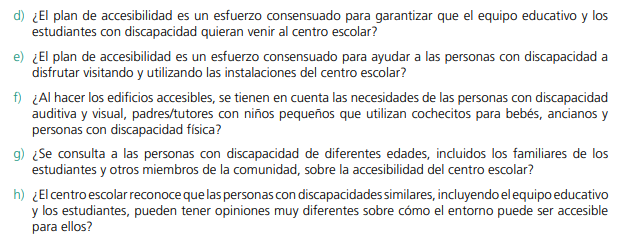 d) ¿El plan de accesibilidad es un esfuerzo consensuado para garantizar que el equipo educativo y los
estudiantes con discapacidad quieran venir al centro escolar?
e) ¿El plan de accesibilidad es un esfuerzo consensuado para ayudar a las personas con discapacidad a
disfrutar visitando y utilizando las instalaciones del centro escolar?
f) ¿Al hacer los edificios accesibles, se tienen en cuenta las necesidades de las personas con discapacidad
auditiva y visual, padres/tutores con niños pequeños que utilizan cochecitos para bebés, ancianos y
personas con discapacidad física?
g) ¿Se consulta a las personas con discapacidad de diferentes edades, incluidos los familiares de los
estudiantes y otros miembros de la comunidad, sobre la accesibilidad del centro escolar?
h) ¿El centro escolar reconoce que las personas con discapacidades similares, incluyendo el equipo educativo
y los estudiantes, pueden tener opiniones muy diferentes sobre cómo el entorno puede ser accesible
para ellos?